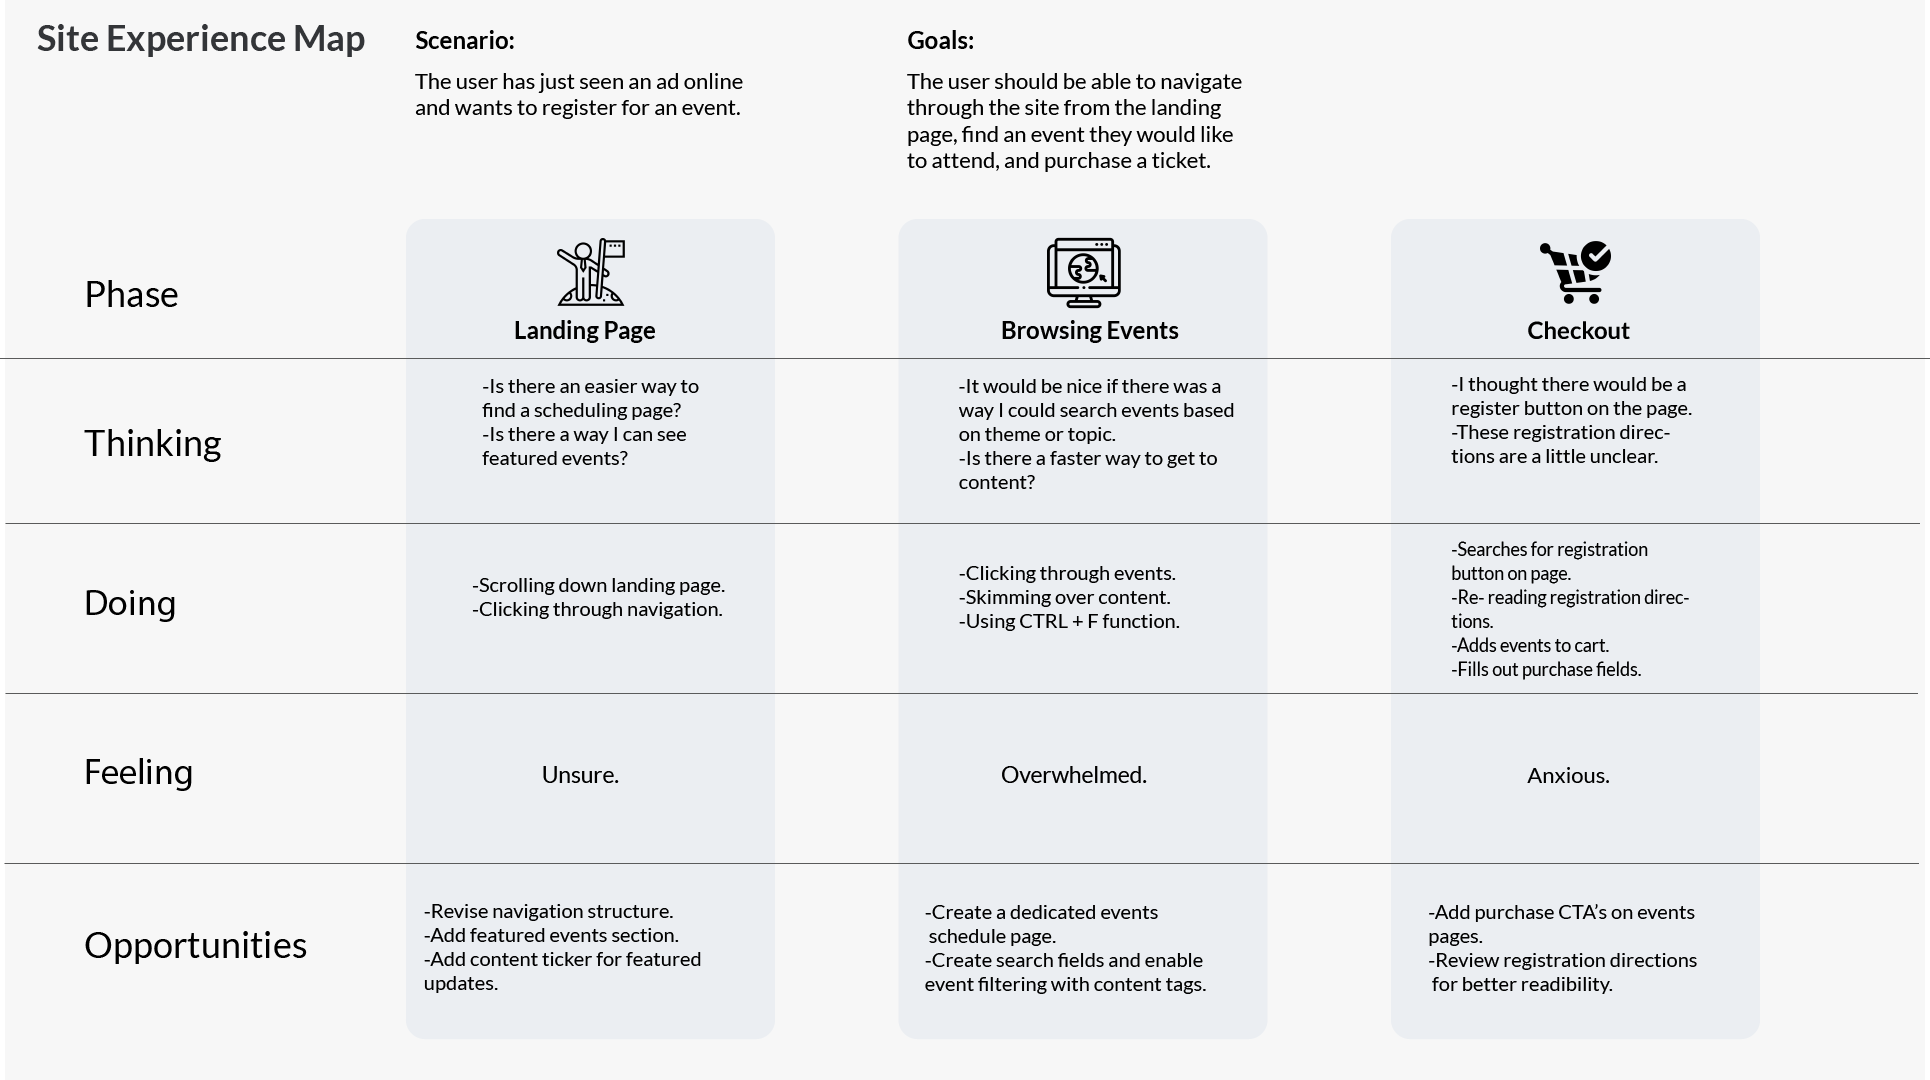 Site Experience Map
Scenario:
The user has just seen an ad online
and wants to register for an event.
Goals:
The user should be able to navigate
through the site from the landing
page, find an event they would like
to attend, and purchase a ticket.
Phase
Landing Page
Browsing Events
Checkout
Thinking
-Is there an easier way to
find a scheduling page?
-Is there a way I can see
featured events?
-It would be nice if there was a
way I could search events based
on theme or topic.
-Is there a faster way to get to
content?
-I thought there would be a
register button on the page.
-These registration direc-
tions are a little unclear.
Doing
-Scrolling down landing page.
-Clicking through navigation.
-Clicking through events.
-Skimming over content.
-Using CTRL + F function.
-Searches for registration
button on page.
-Re- reading registration direc-
tions.
-Adds events to cart.
-Fills out purchase fields.
Feeling
Unsure.
Overwhelmed.
Anxious.
Opportunities
-Revise navigation structure.
-Add featured events section.
-Add content ticker for featured
updates.
-Create a dedicated events
schedule page.
-Create search fields and enable
event filtering with content tags.
-Add purchase CTA’s on events
pages.
-Review registration directions
for better readibility.